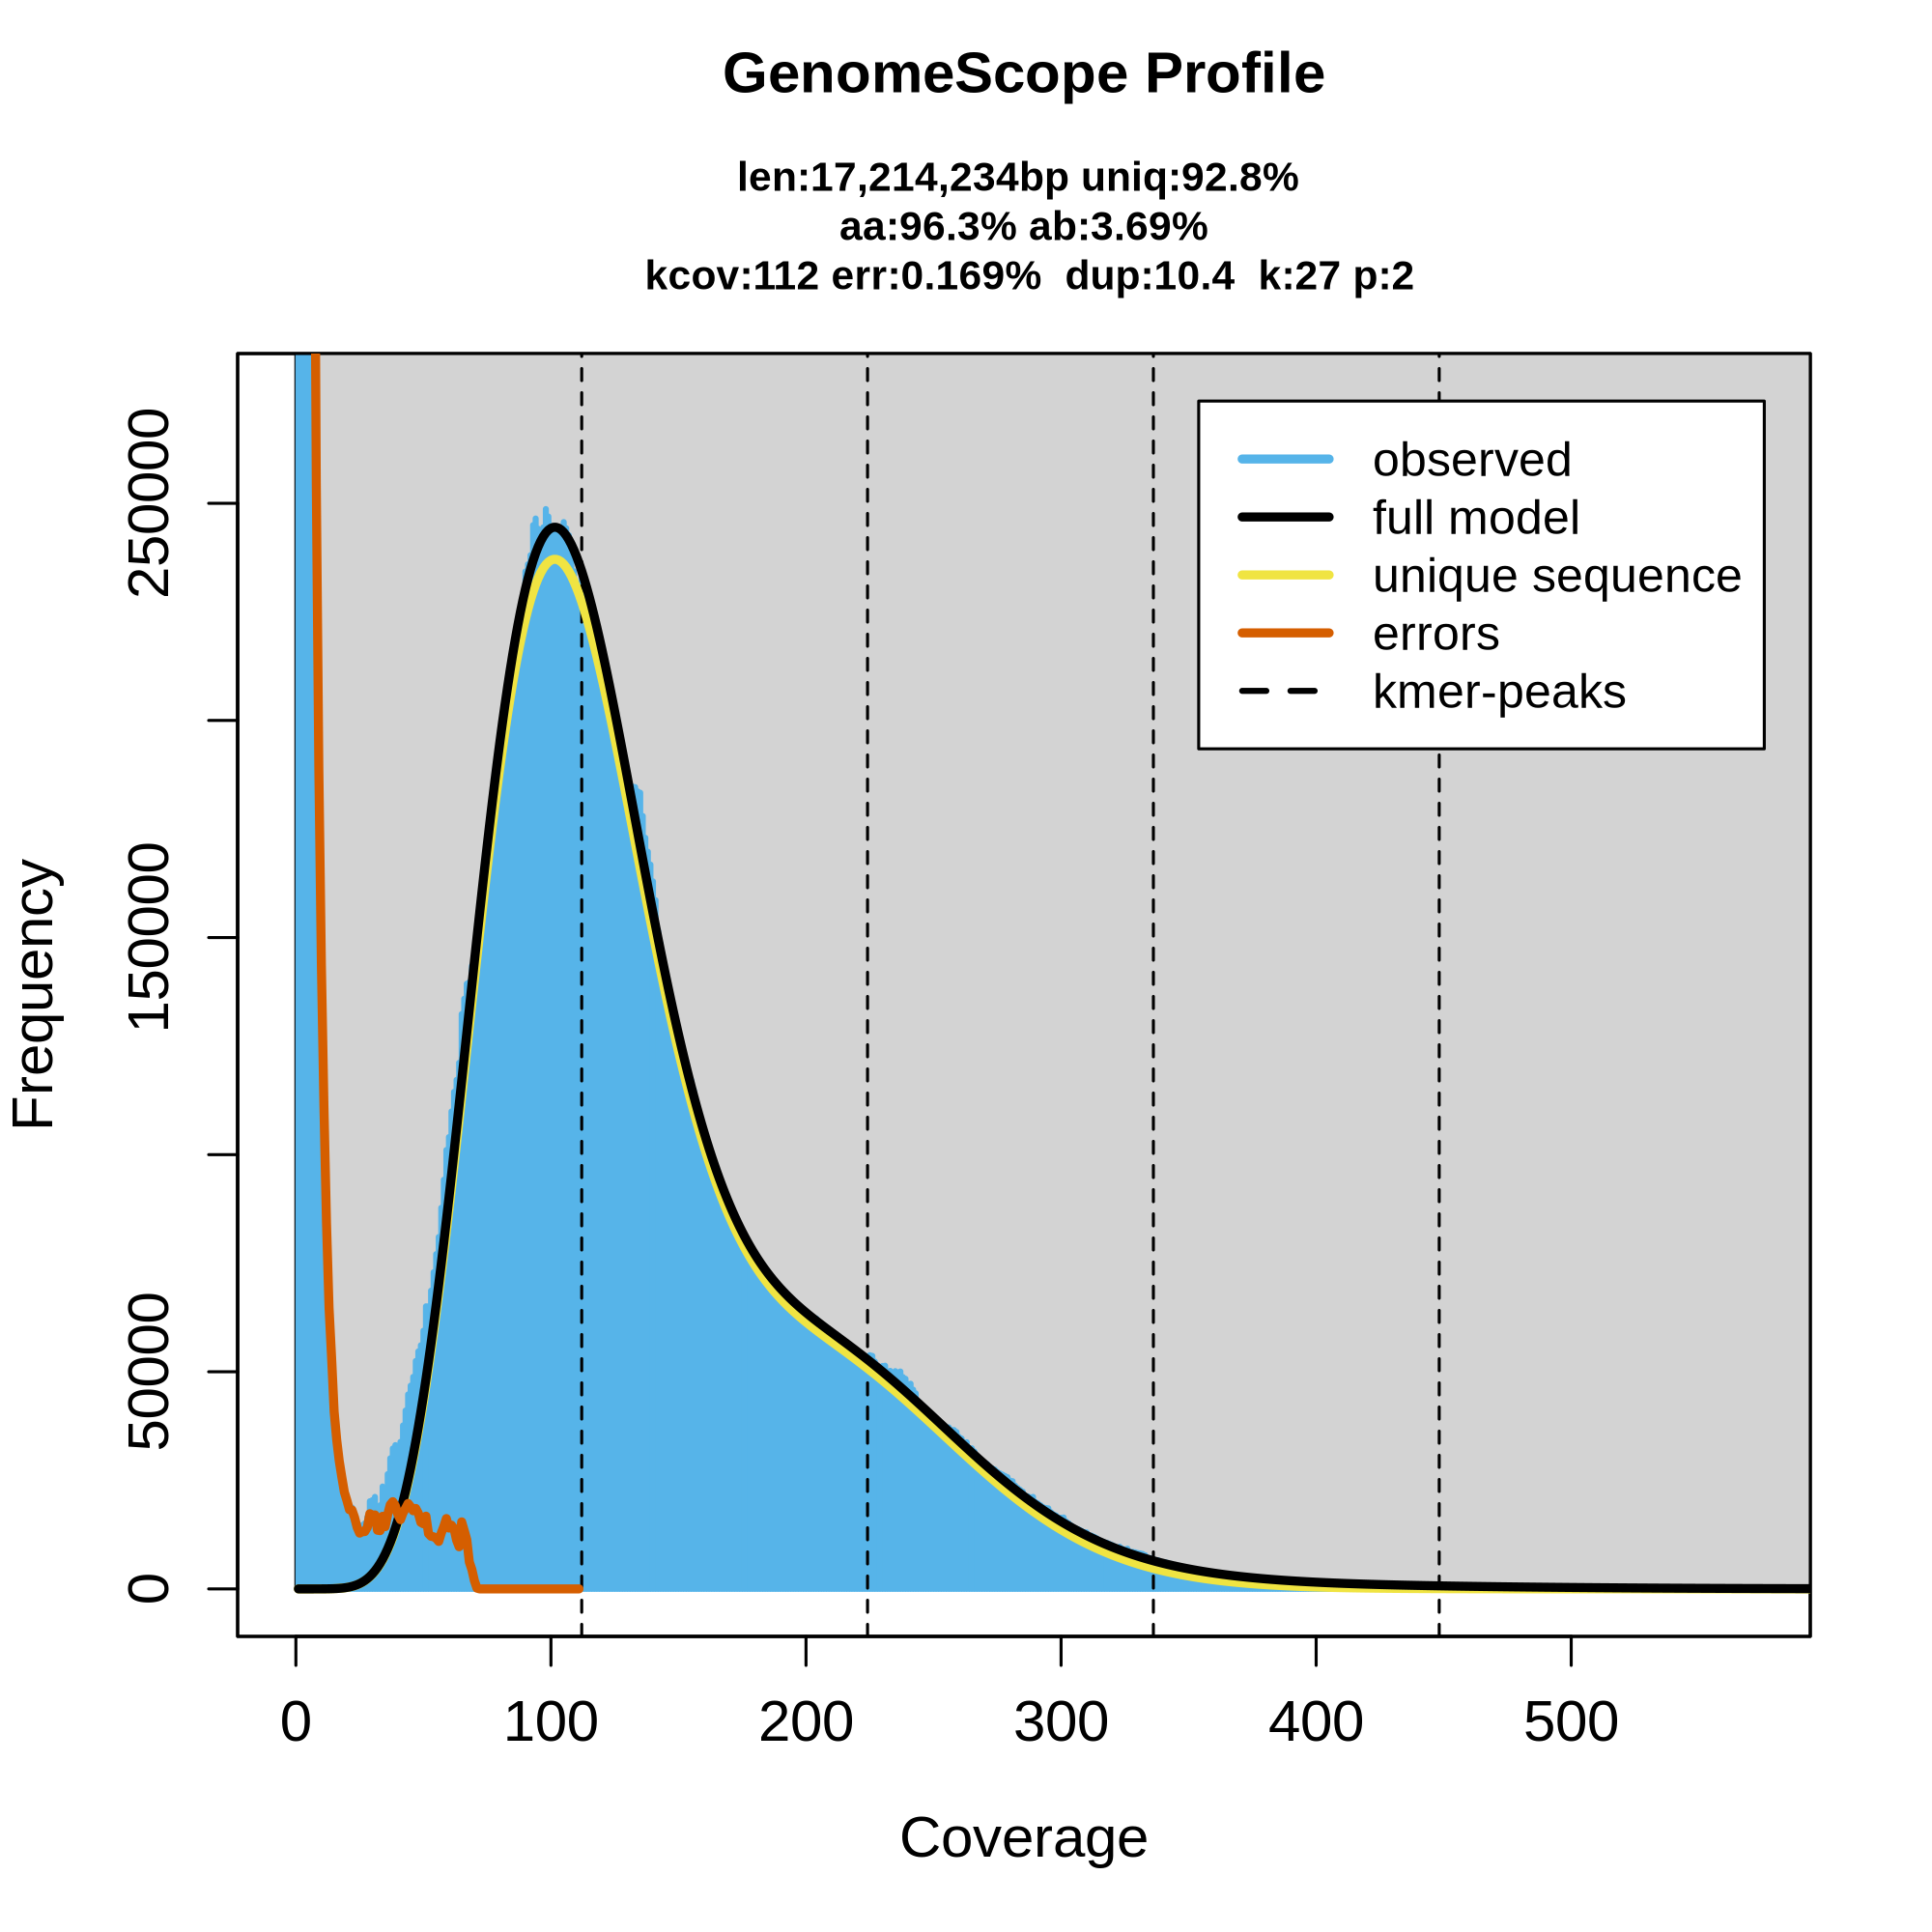 GenomeScope Profile
len:17,214,234bp uniq:92.8%
aa:96.3% ab:3.69%
kcov:112 err:0.169%  dup:10.4  k:27 p:2
observed
full model
unique sequence
errors
kmer-peaks
Frequency
250000
150000
50000
0
0 100 200 300 400 500
Coverage